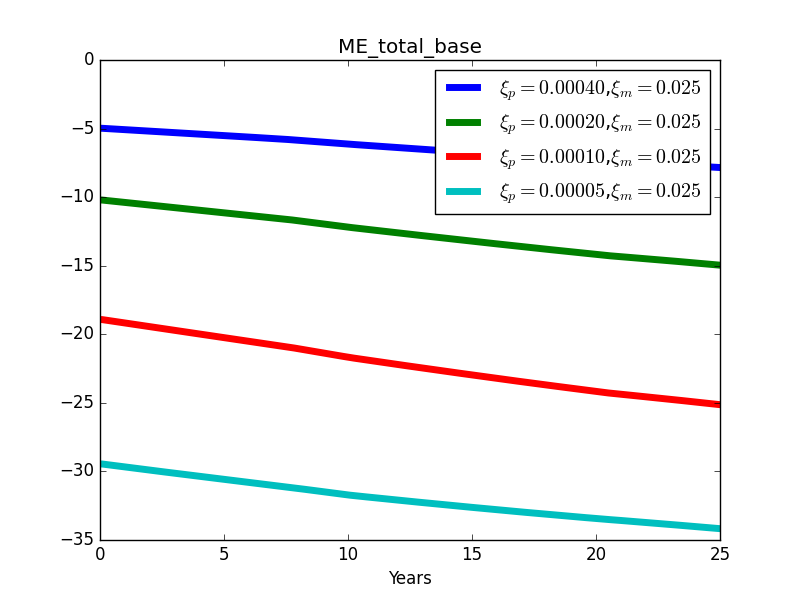 ME_total_base
ξₚ = 0.00040,ξₘ = 0.025
ξₚ = 0.00020,ξₘ = 0.025
ξₚ = 0.00010,ξₘ = 0.025
ξₚ = 0.00005,ξₘ = 0.025
0
−5
−10
−15
−20
−25
−30
−35
0 5 10 15 20 25
Years